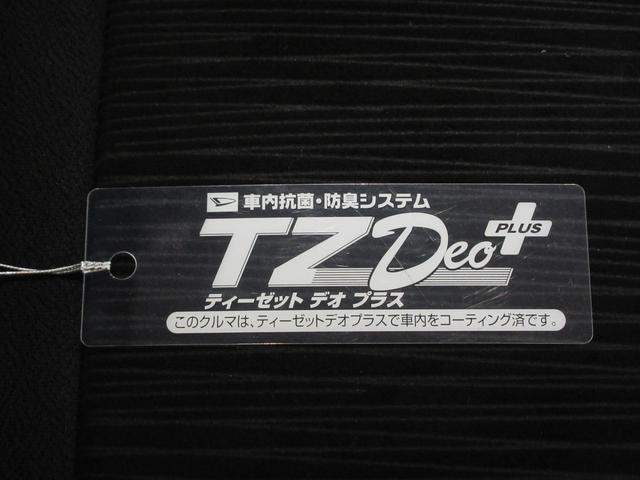 車内抗菌・防臭システム
TZ Deo PLUS
ティーゼット デオ プラス
このクルマは、ティーゼットデオプラスで車内をコーティング済です。